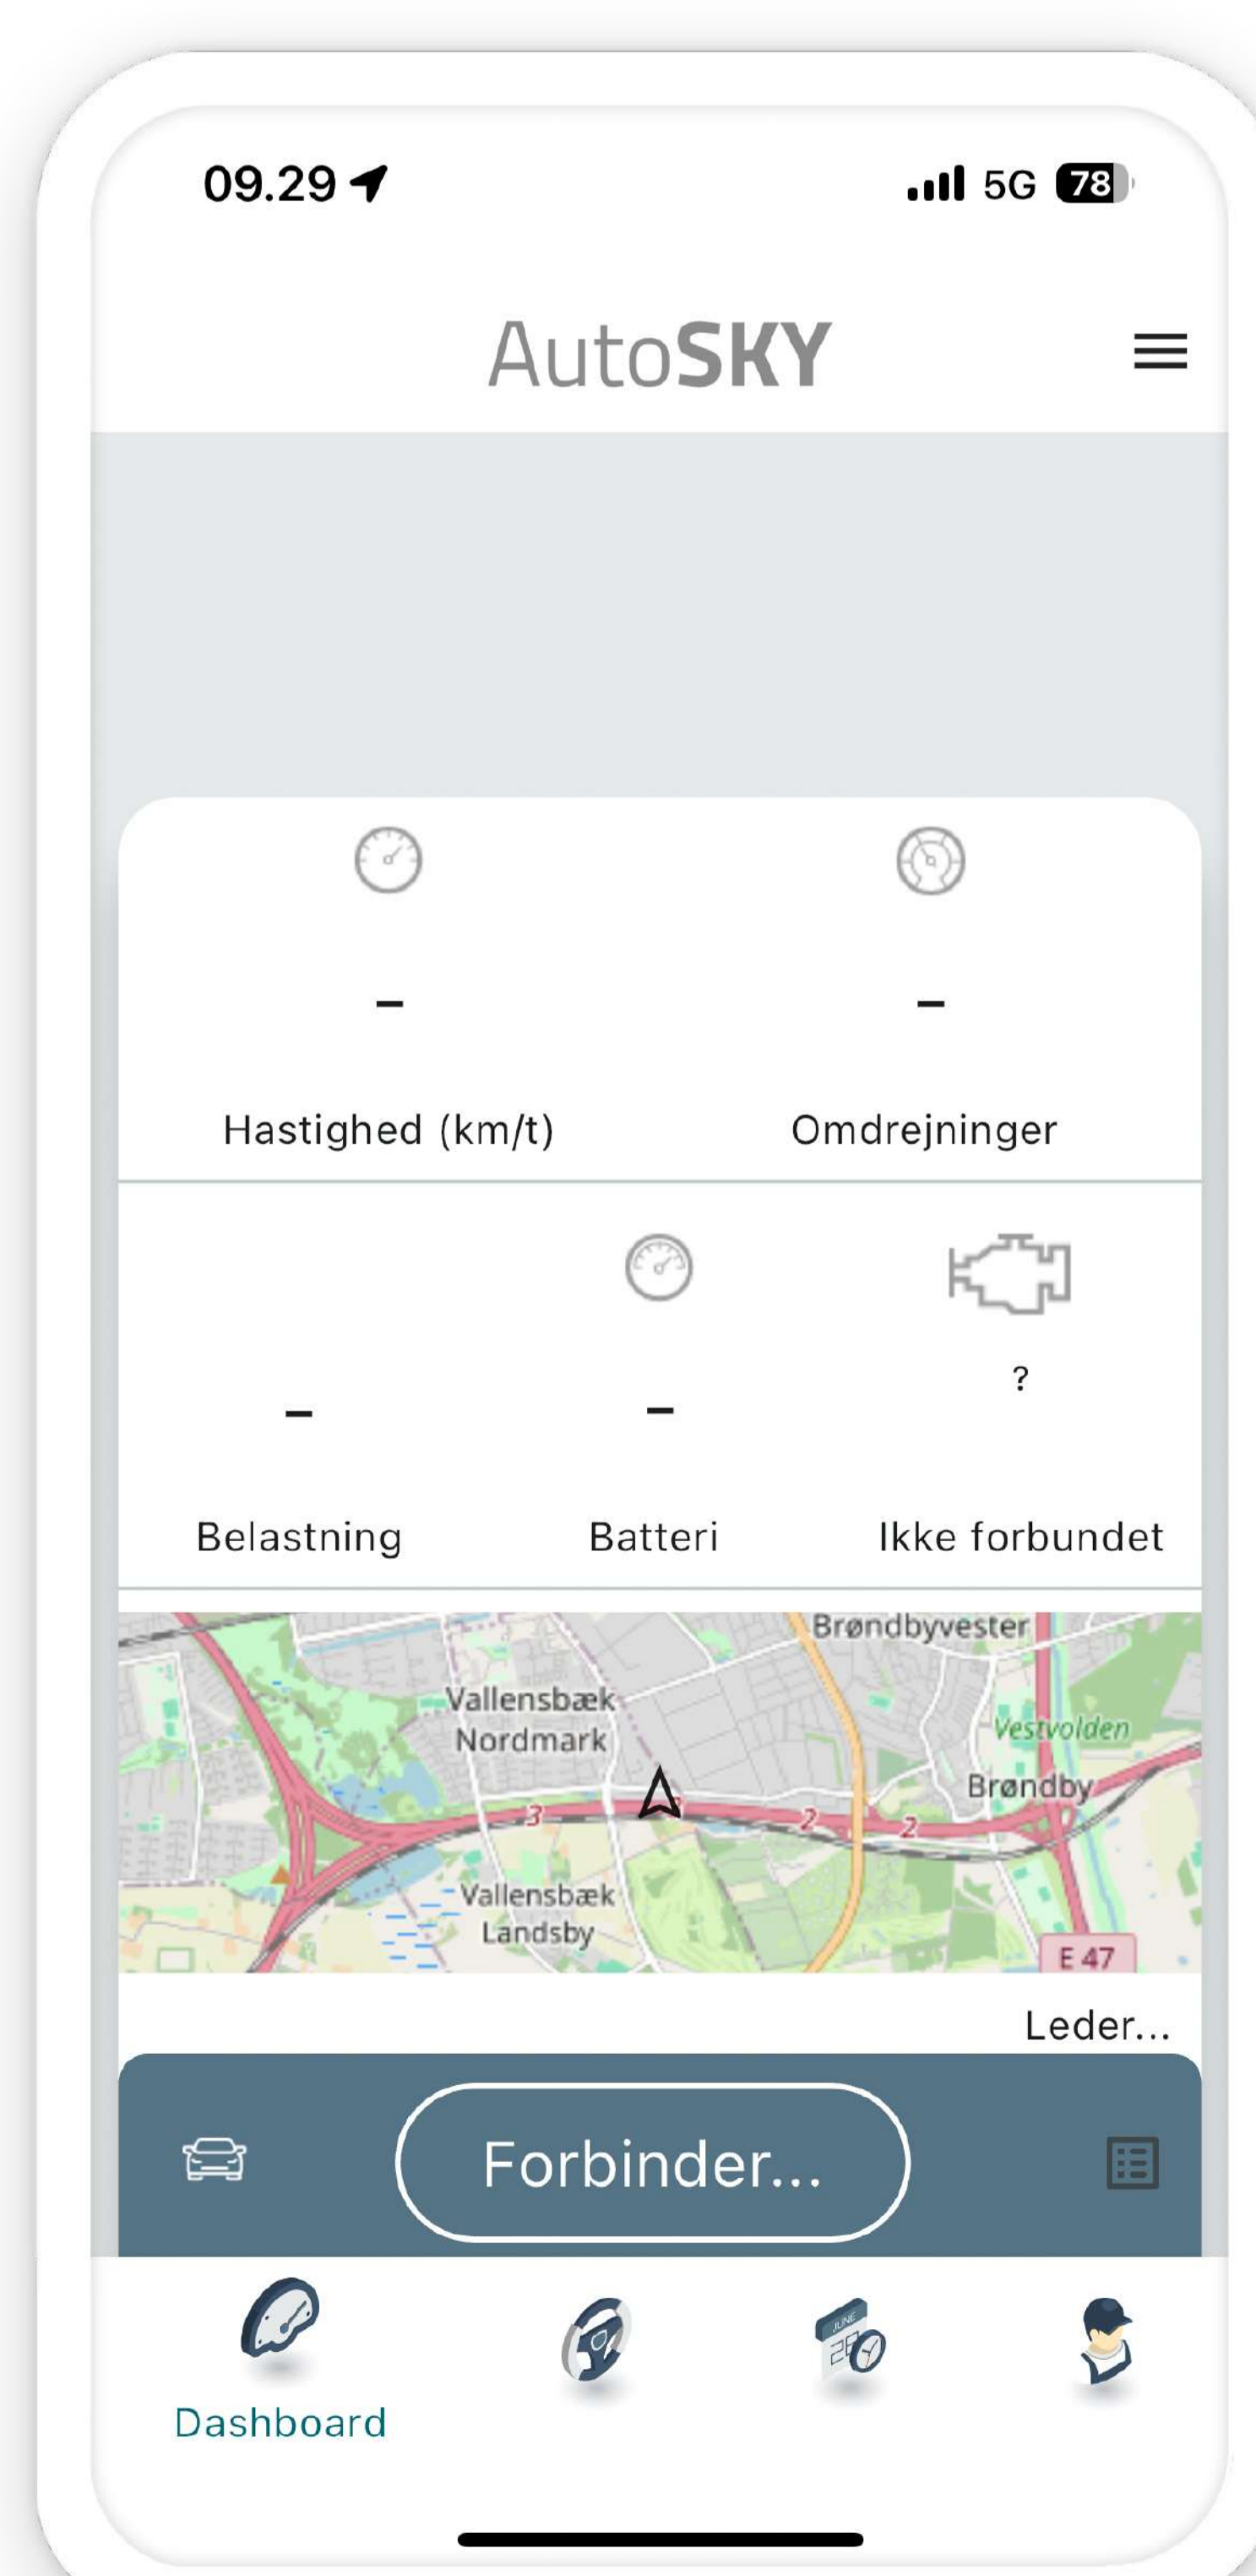 09.29
5G 78
AutoSKY
-
-
Hastighed (km/t)
Omdrejninger
?
-
-
Belastning
Batteri
Ikke forbundet
Brøndbyvester
Vallensbæk
Nordmark
Vestvolden
Brøndby
3
2
2
Vallensbæk
Landsby
E 47
Leder...
Forbinder...
JUNE
28
Dashboard